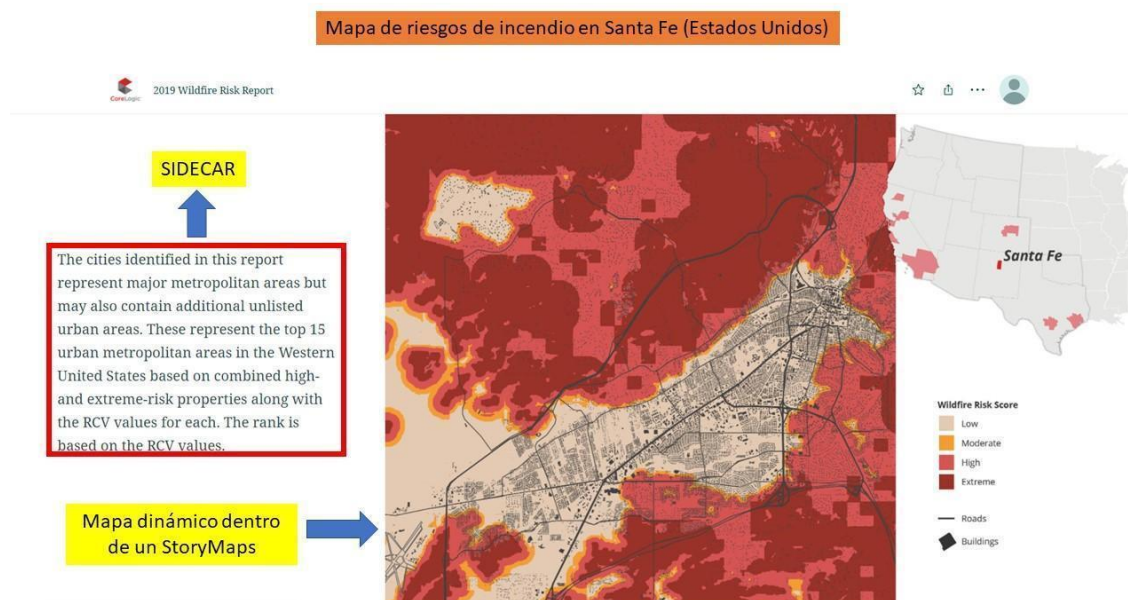 Mapa de riesgos de incendio en Santa Fe (Estados Unidos)
CoreLogic
2019 Wildfire Risk Report
SIDECAR
The cities identified in this report
represent major metropolitan areas but
may also contain additional unlisted
urban areas. These represent the top 15
urban metropolitan areas in the Western
United States based on combined high-
and extreme-risk properties along with
the RCV values for each. The rank is
based on the RCV values.
Mapa dinámico dentro
de un StoryMaps
Santa Fe
Wildfire Risk Score
Low
Moderate
High
Extreme
Roads
Buildings